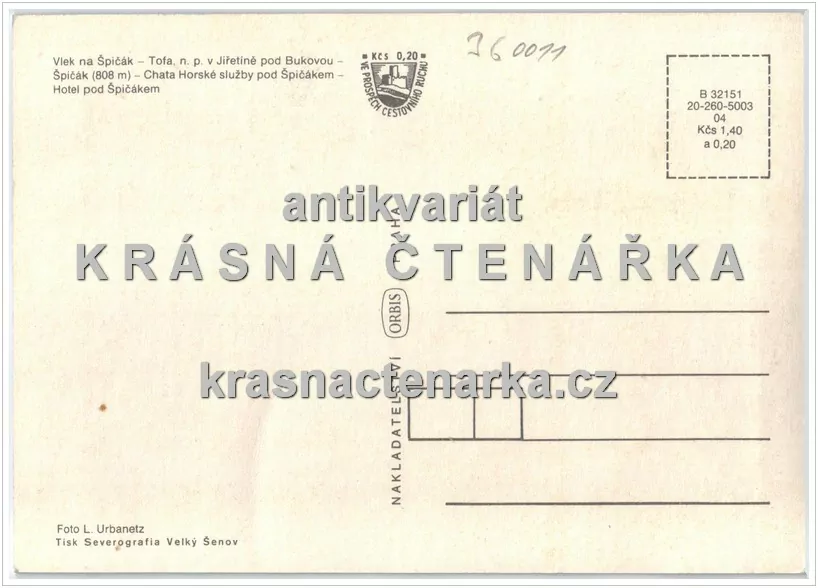 Vlek na Špičák – Tofa, n. p. v Jiřetíně pod Bukovou –
Špičák (808 m) – Chata Horské služby pod Špičákem –
Hotel pod Špičákem
Kčs 0,20
VE PROSPĚCH CESTOVNÍHO RUCHU
J6 0011
B 32151
20-260-5003
04
Kčs 1,40
a 0,20
antikvariát
KRÁSNÁ ČTENÁŘKA
krasnactenarka.cz
NAKLADATELSTVÍ ORBIS PRAHA
Foto L. Urbanetz
Tisk Severografia Velký Šenov